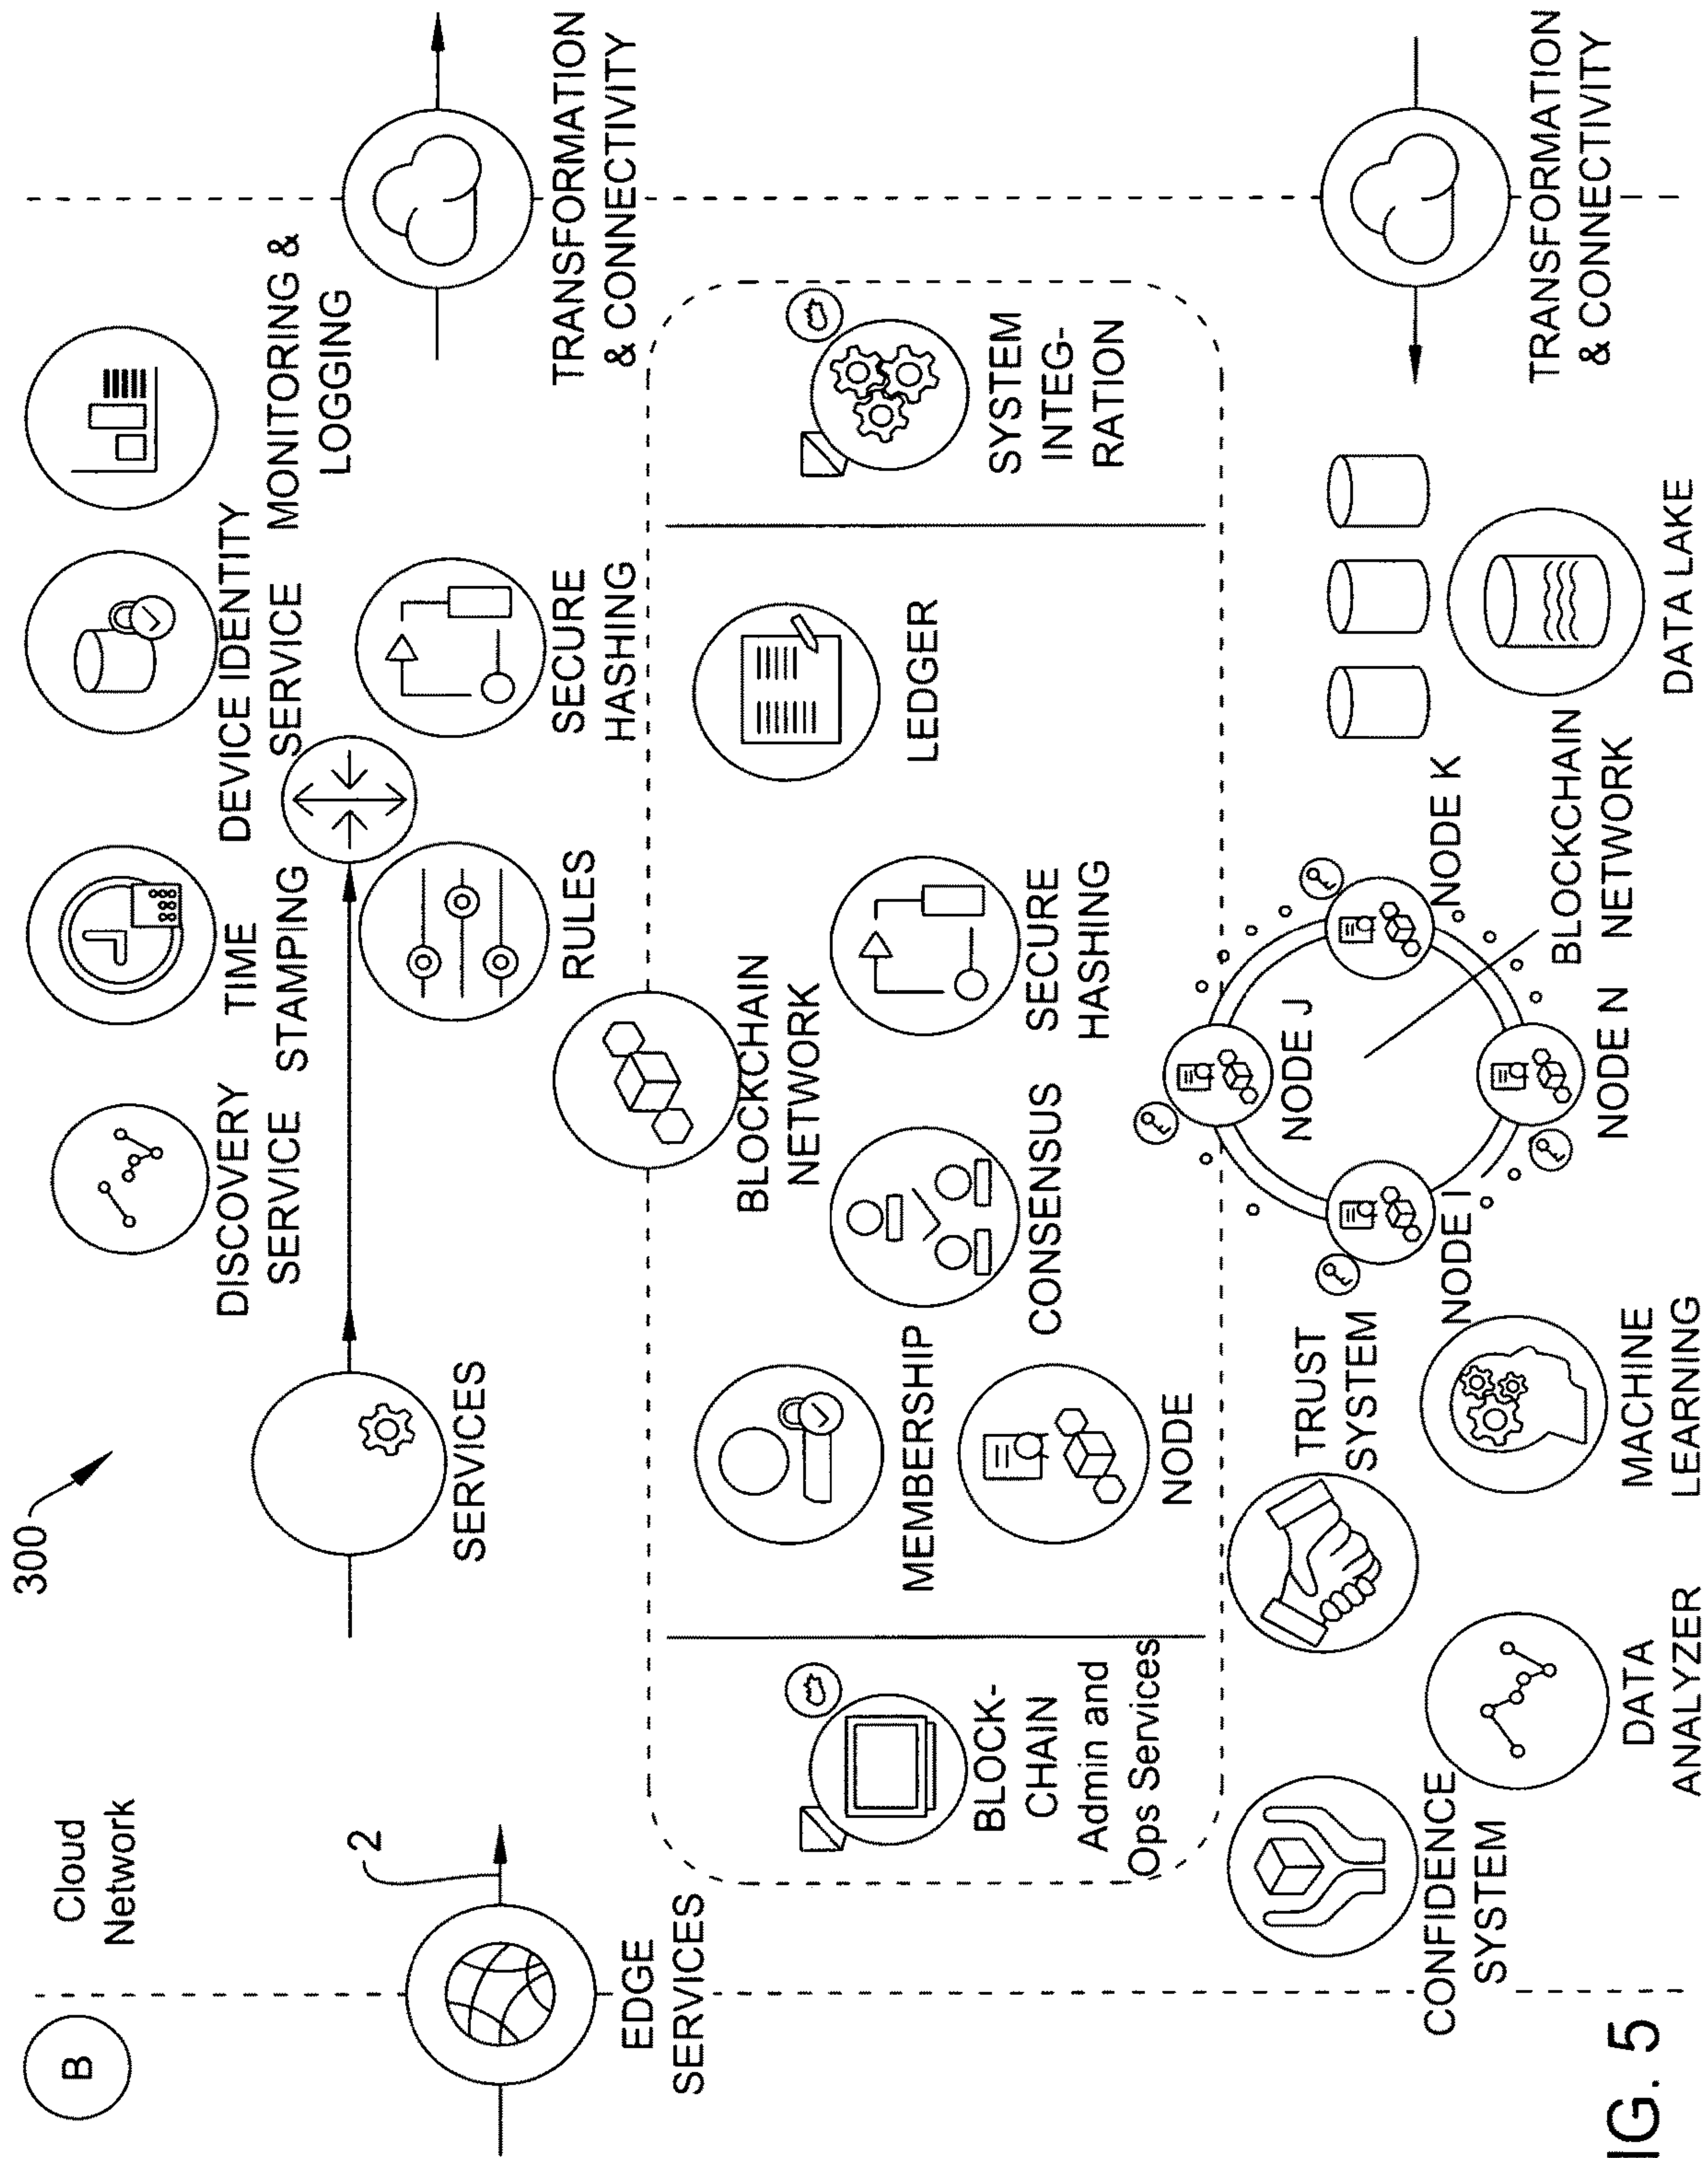 300
B
Cloud
Network
DISCOVERY
SERVICE
TIME
STAMPING
DEVICE IDENTITY
SERVICE
MONITORING &
LOGGING
2
EDGE
SERVICES
SERVICES
RULES
SECURE
HASHING
TRANSFORMATION
& CONNECTIVITY
BLOCKCHAIN
NETWORK
BLOCK-
CHAIN
Admin and
Ops Services
MEMBERSHIP
NODE
CONSENSUS
SECURE
HASHING
LEDGER
SYSTEM
INTEG-
RATION
CONFIDENCE
SYSTEM
TRUST
SYSTEM
DATA
ANALYZER
MACHINE
LEARNING
NODE I
NODE J
NODE K
NODE N
BLOCKCHAIN
NETWORK
DATA LAKE
TRANSFORMATION
& CONNECTIVITY
IG. 5